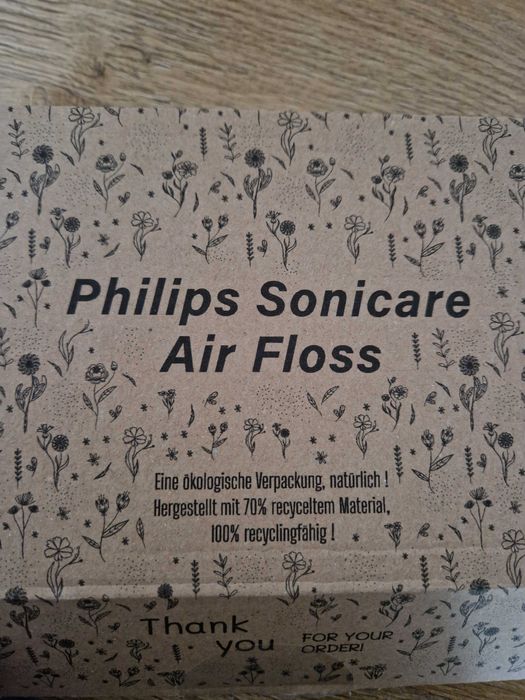 Philips Sonicare
Air Floss
Eine ökologische Verpackung, natürlich !
Hergestellt mit 70% recyceltem Material,
100% recyclingfähig !
Thank
you
FOR YOUR
ORDER!